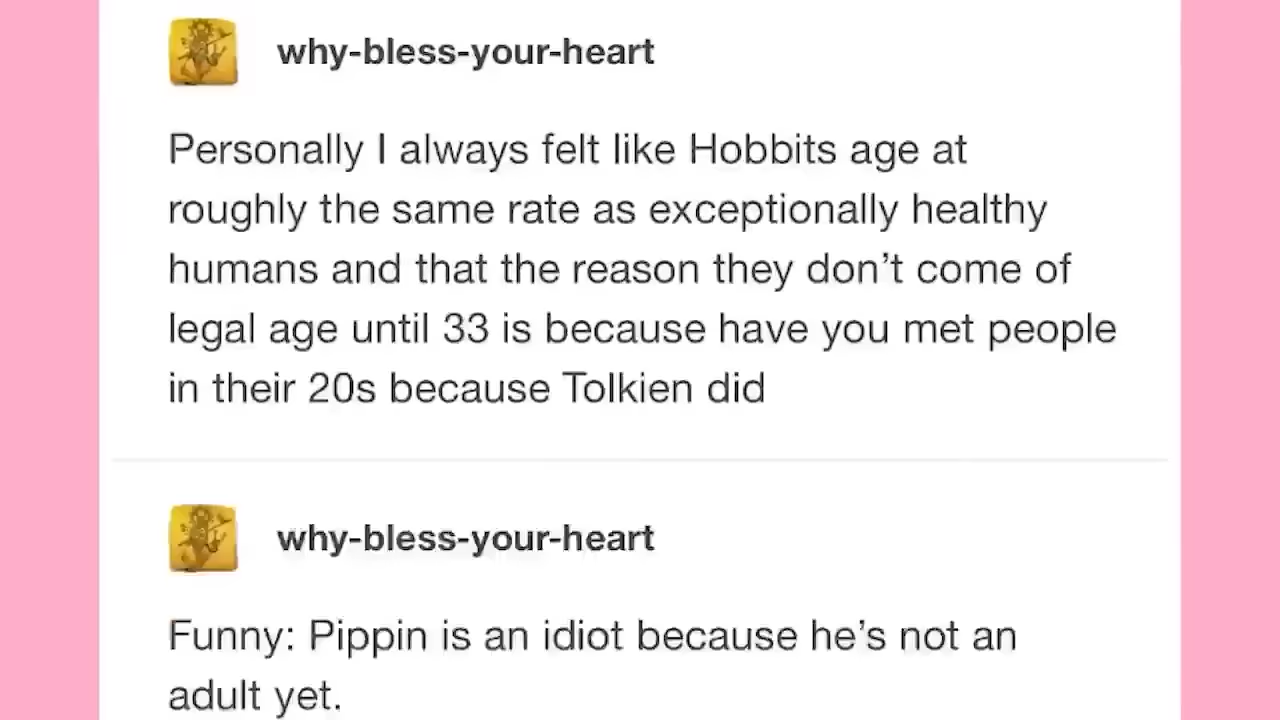 why-bless-your-heart
Personally I always felt like Hobbits age at
roughly the same rate as exceptionally healthy
humans and that the reason they don’t come of
legal age until 33 is because have you met people
in their 20s because Tolkien did
why-bless-your-heart
Funny: Pippin is an idiot because he’s not an
adult yet.